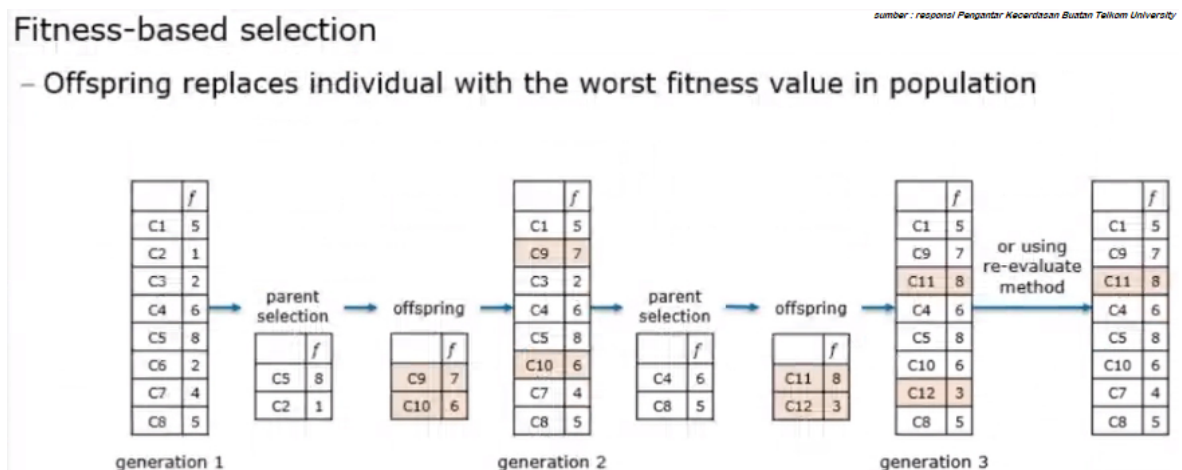 sumber : responsi Pengantar Kecerdasan Buatan Telkom University
Fitness-based selection
– Offspring replaces individual with the worst fitness value in population
f
C1 5
C2 1
C3 2
C4 6
C5 8
C6 2
C7 4
C8 5
generation 1
parent
selection
f
C5 8
C2 1
offspring
f
C9 7
C10 6
f
C1 5
C9 7
C3 2
C4 6
C5 8
C10 6
C7 4
C8 5
generation 2
parent
selection
f
C4 6
C8 5
offspring
f
C11 8
C12 3
f
C1 5
C9 7
C11 8
C4 6
C5 8
C10 6
C12 3
C8 5
generation 3
or using
re-evaluate
method
f
C1 5
C9 7
C11 8
C4 6
C5 8
C10 6
C7 4
C8 5